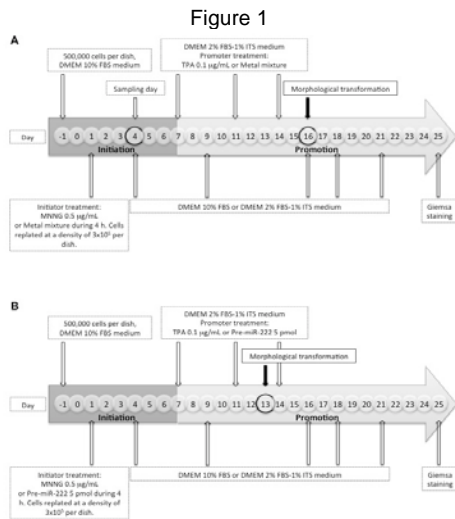 Figure 1
A
500,000 cells per dish,
DMEM 10% FBS medium
DMEM 2% FBS-1% ITS medium
Promoter treatment:
TPA 0.1 µg/mL or Metal mixture
Sampling day
Morphological transformation
Day
-1 0 1 2 3 4 5 6 7 8 9 10 11 12 13 14 15 16 17 18 19 20 21 22 23 24 25
Initiation
Promotion
Initiator treatment:
MNNG 0.5 µg/mL
or Metal mixture during 4 h. Cells
replated at a density of 3x10⁵ per
dish.
DMEM 10% FBS or DMEM 2% FBS-1% ITS medium
Giemsa
staining
B
500,000 cells per dish,
DMEM 10% FBS medium
DMEM 2% FBS-1% ITS medium
Promoter treatment:
TPA 0.1 µg/mL or Pre-miR-222 5 pmol
Morphological transformation
Day
-1 0 1 2 3 4 5 6 7 8 9 10 11 12 13 14 15 16 17 18 19 20 21 22 23 24 25
Initiation
Promotion
Initiator treatment:
MNNG 0.5 µg/mL
or Pre-miR-222 5 pmol during 4
h. Cells replated at a density of
3x10⁵ per dish.
DMEM 10% FBS or DMEM 2% FBS-1% ITS medium
Giemsa
staining